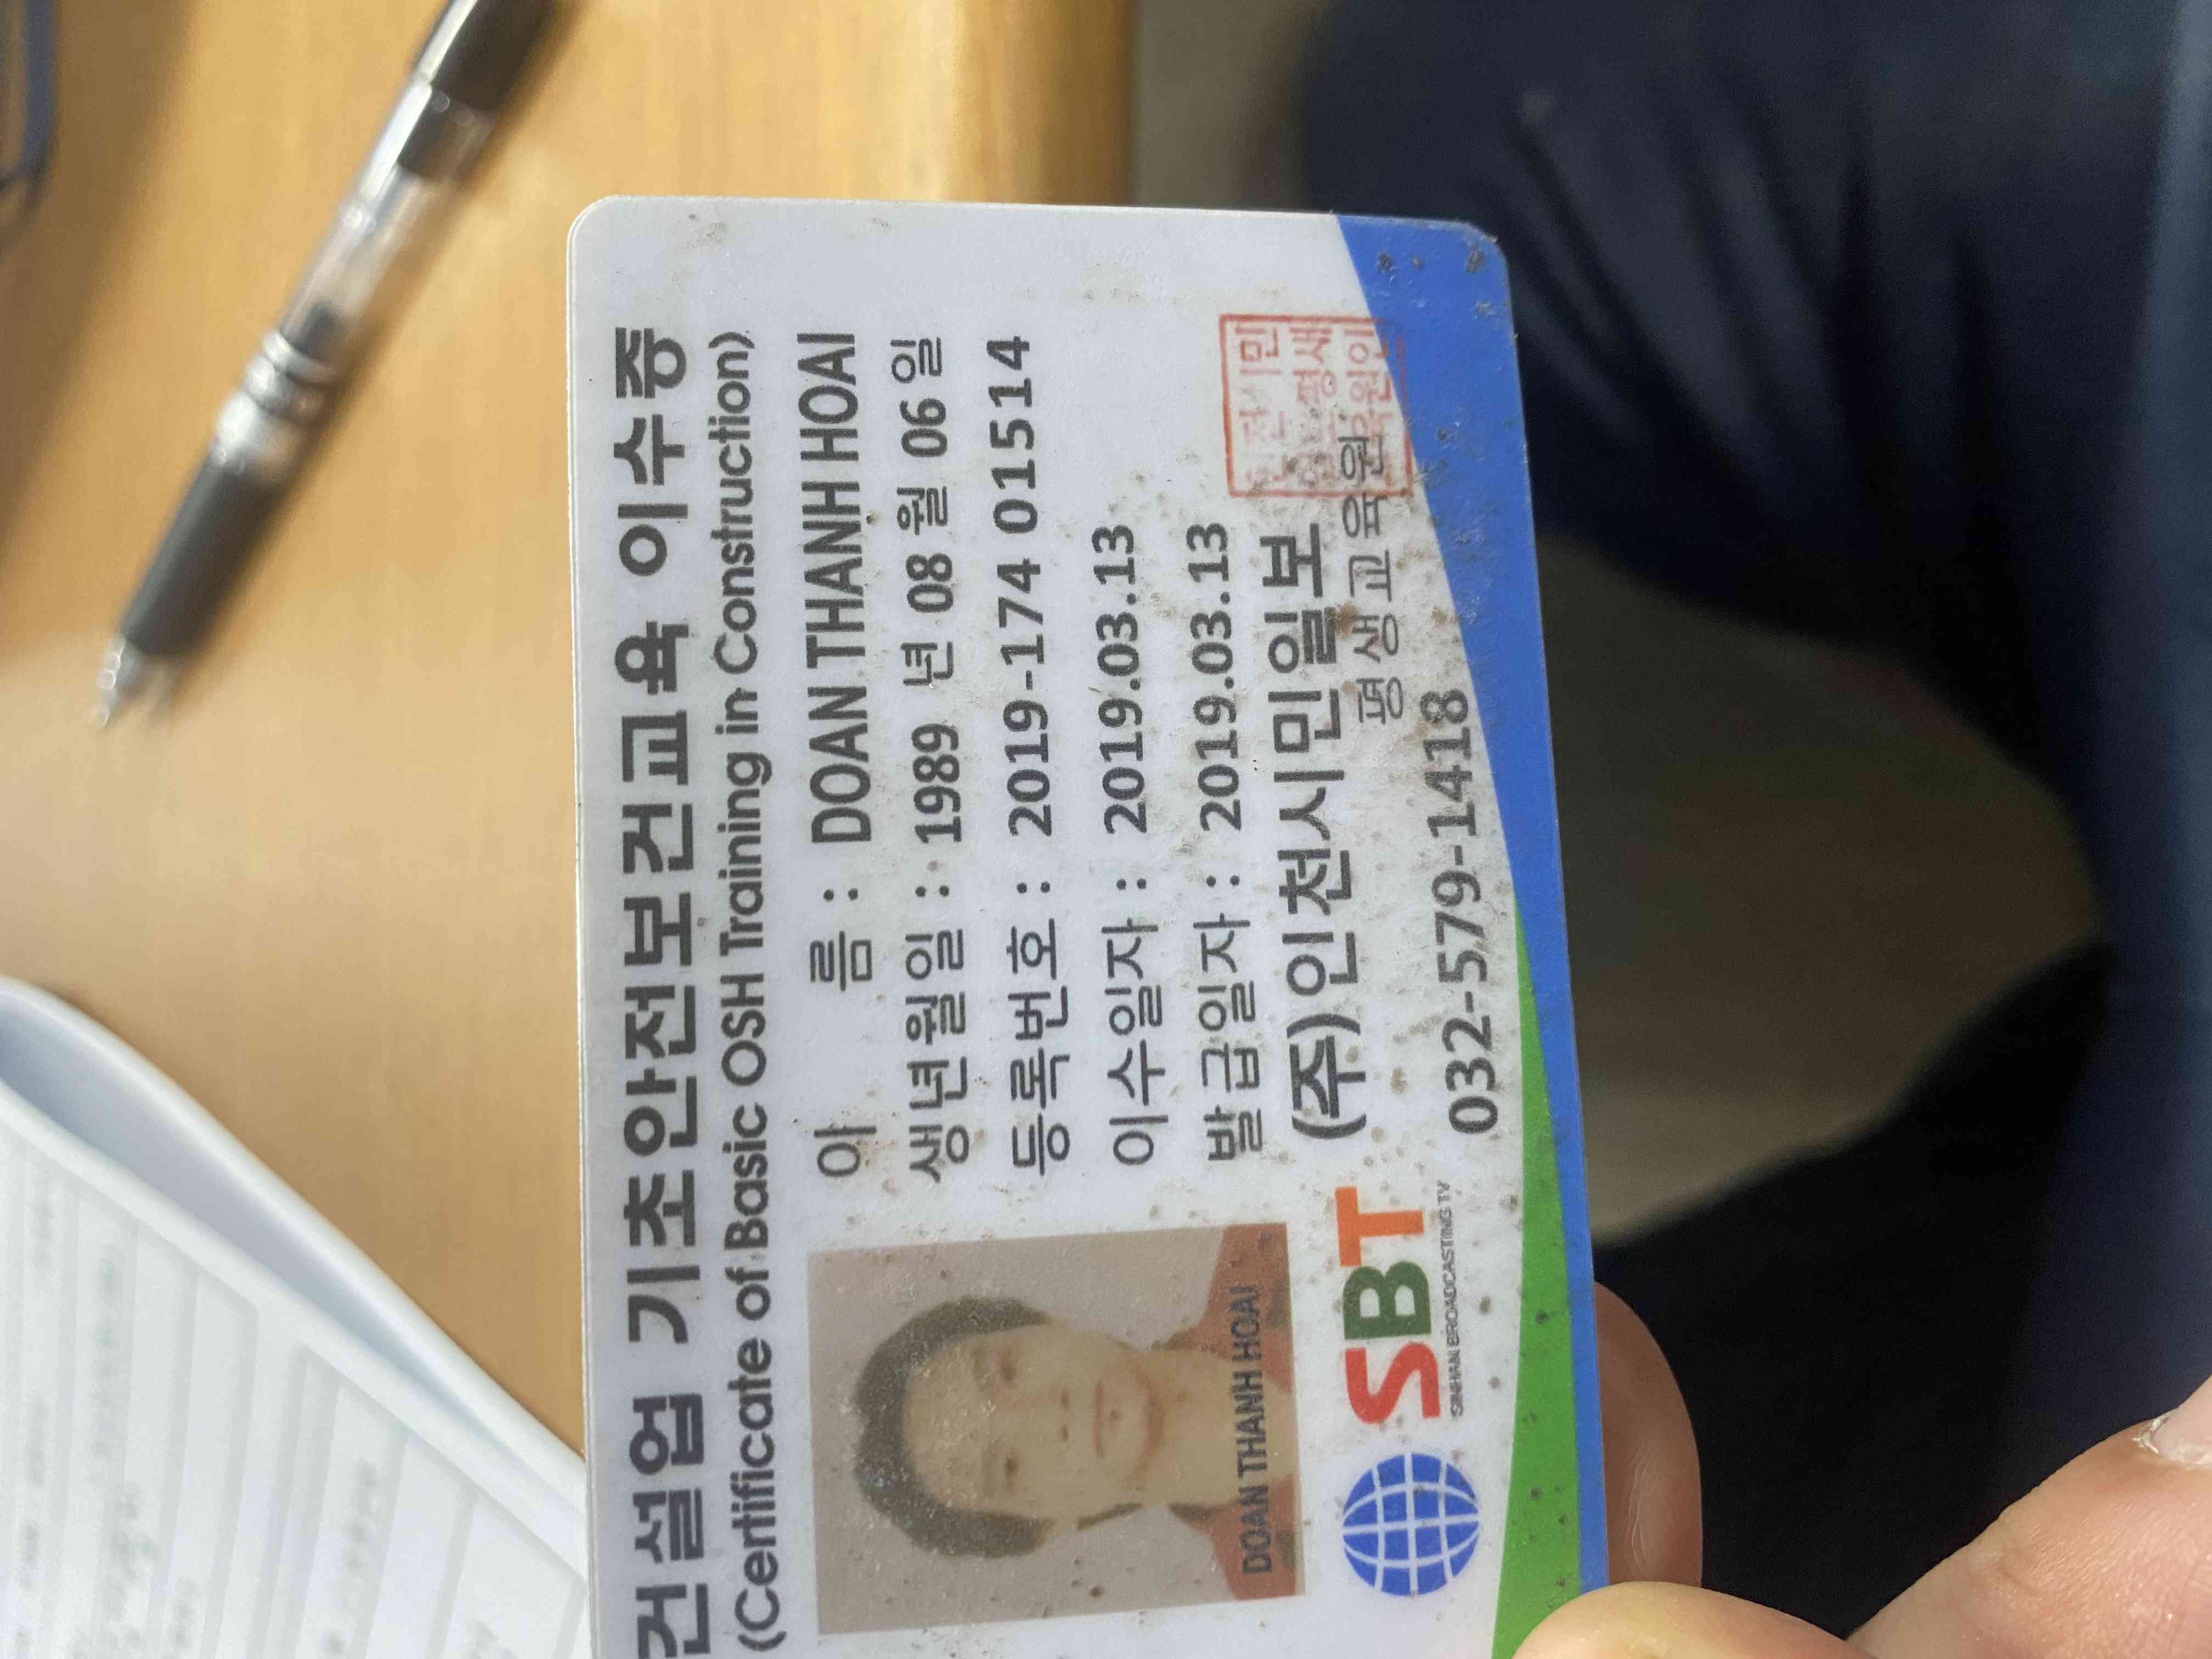 건설업 기초안전보건교육 이수증
(Certificate of Basic OSH Training in Construction)
이 름 : DOAN THANH HOAI
생년월일 : 1989 년 08 월 06 일
등록번호 : 2019-174 01514
이수일자 : 2019.03.13
발급일자 : 2019.03.13
DOAN THANH HOAI
(주)인천시민일보
평생교육원
SBT
SINHAN BROADCASTING TV
032-579-1418